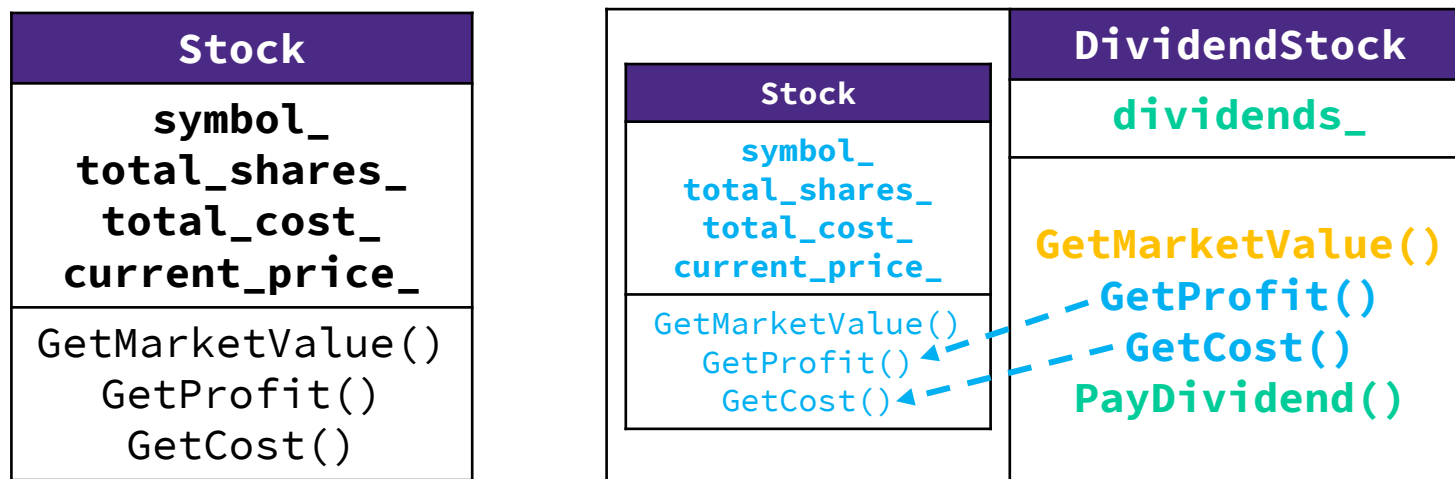 Stock
symbol_
total_shares_
total_cost_
current_price_
GetMarketValue()
GetProfit()
GetCost()
Stock
symbol_
total_shares_
total_cost_
current_price_
GetMarketValue()
GetProfit()
GetCost()
DividendStock
dividends_
GetMarketValue()
GetProfit()
GetCost()
PayDividend()